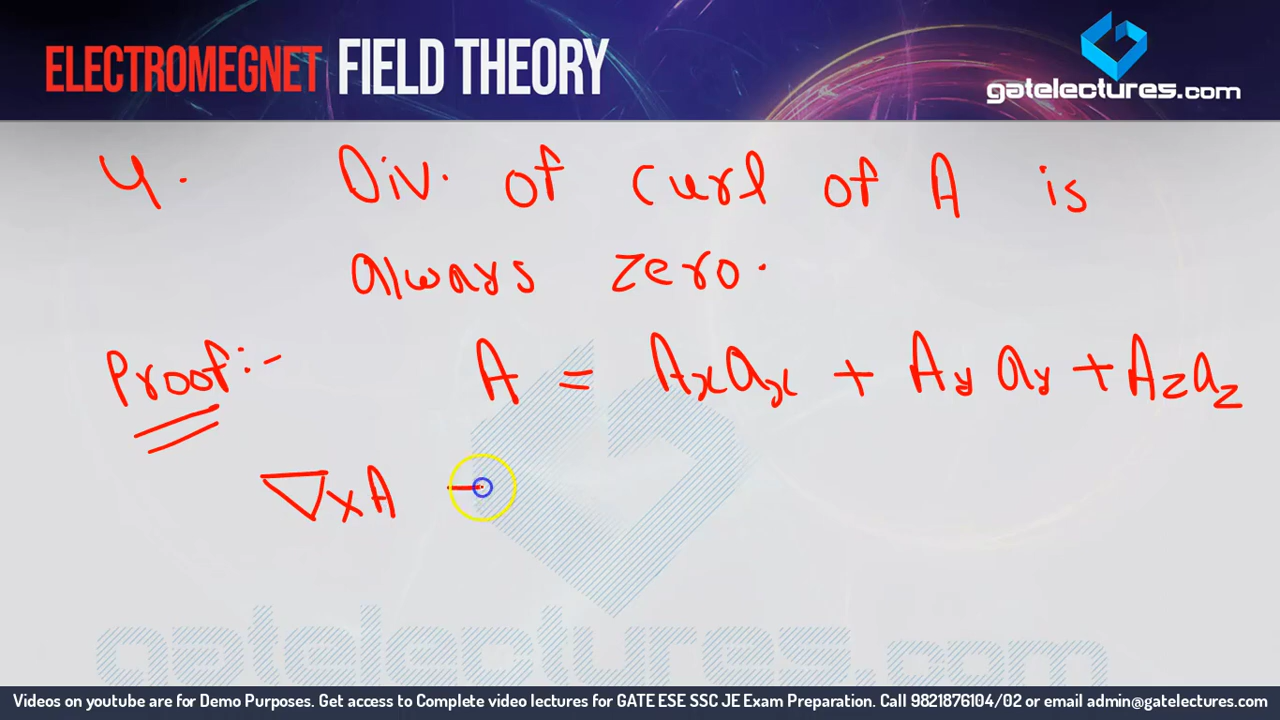 ELECTROMEGNET FIELD THEORY
gatelectures.com
4. Div. of curl of A is
always zero.
Proof:- A = Axax + Ay ay + Azaz
∇×A
gatelectures.com
Videos on youtube are for Demo Purposes. Get access to Complete video lectures for GATE ESE SSC JE Exam Preparation. Call 9821876104/02 or email admin@gatelectures.com